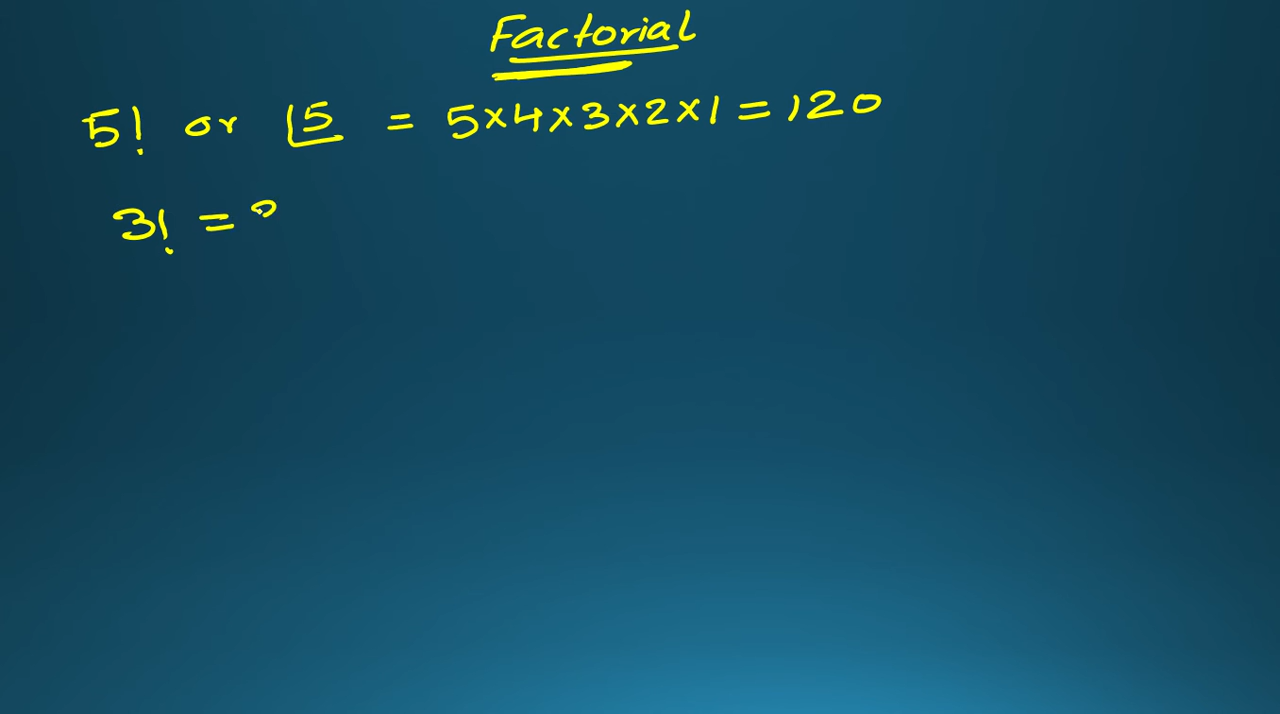 Factorial
5! or |5 = 5×4×3×2×1 = 120
3! =